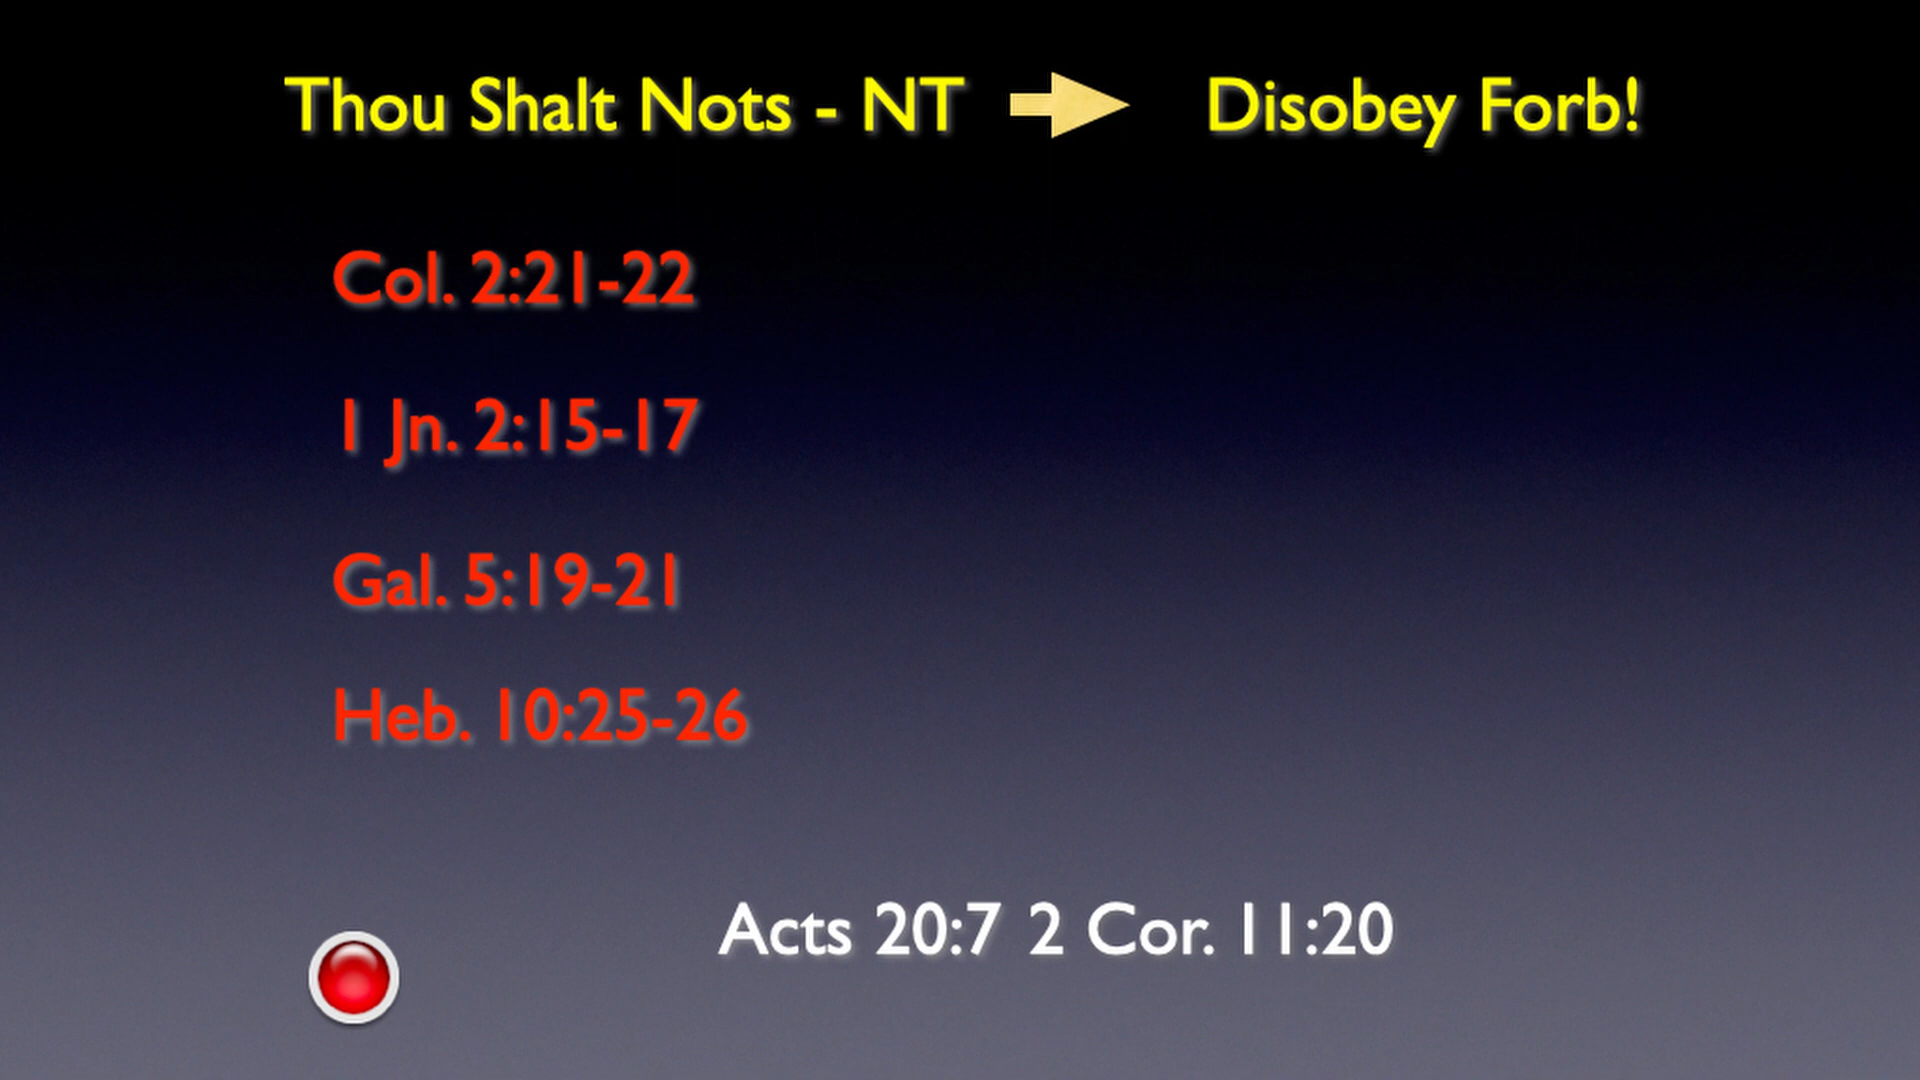 Thou Shalt Nots - NT Disobey Forb!
Col. 2:21-22
1 Jn. 2:15-17
Gal. 5:19-21
Heb. 10:25-26
Acts 20:7 2 Cor. 11:20